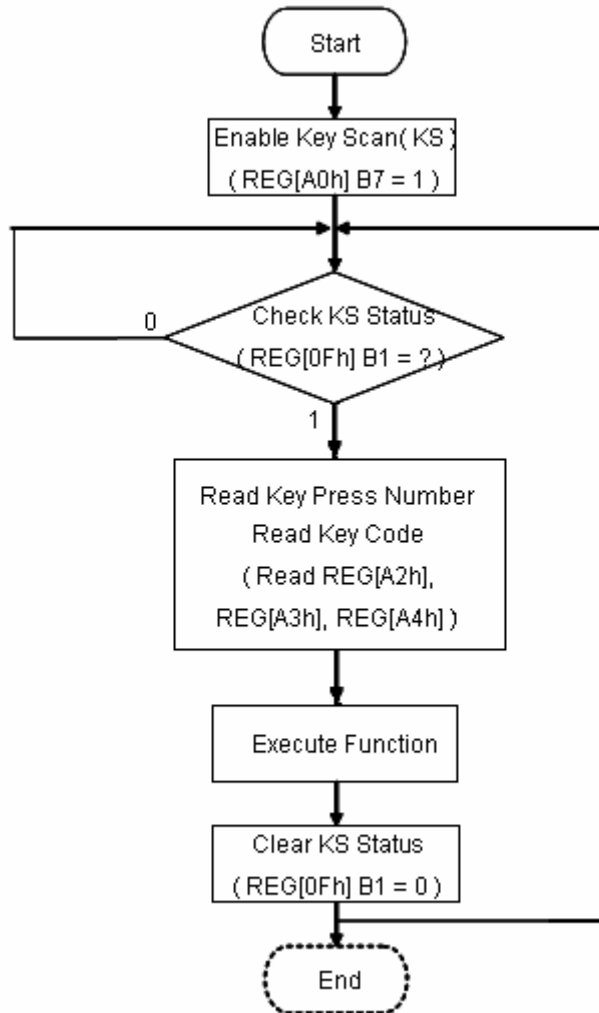 Start
Enable Key Scan( KS )
( REG[A0h] B7 = 1 )
0
Check KS Status
( REG[0Fh] B1 = ? )
1
Read Key Press Number
Read Key Code
( Read REG[A2h],
REG[A3h], REG[A4h] )
Execute Function
Clear KS Status
( REG[0Fh] B1 = 0 )
End